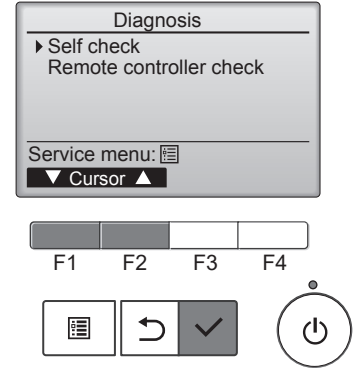 Diagnosis
Self check
Remote controller check
Service menu:
▼ Cursor ▲
F1 F2 F3 F4